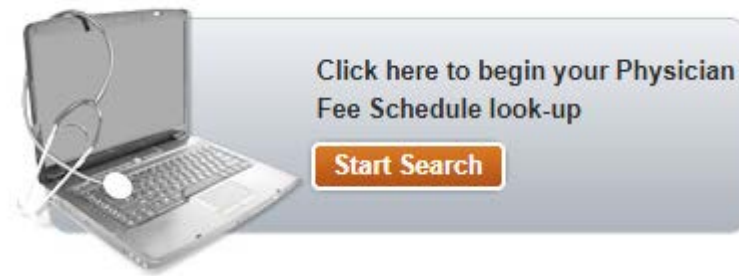 Click here to begin your Physician
Fee Schedule look-up
Start Search